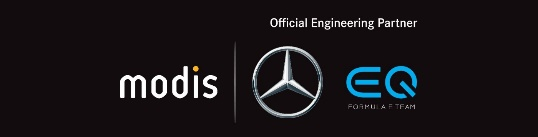 Official Engineering Partner
modis
EQ
FORMULA E TEAM